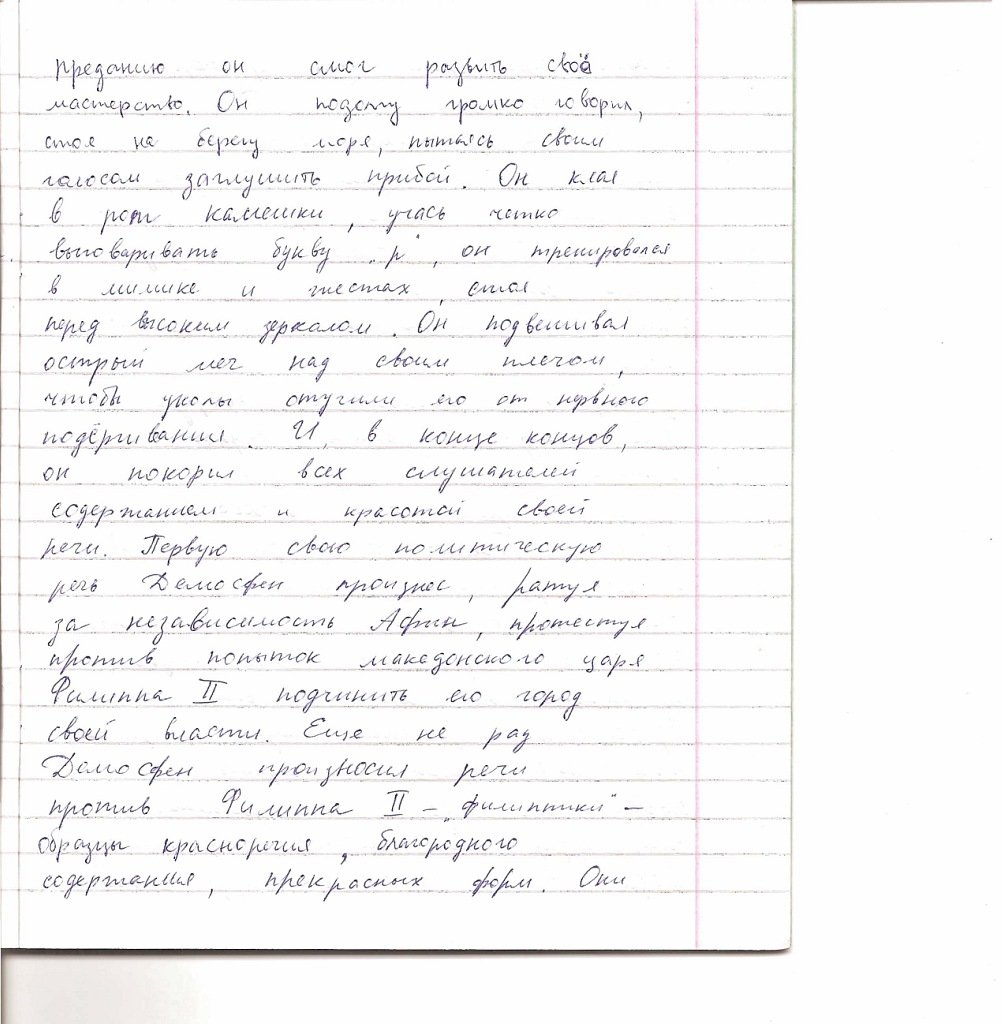 преданию он смог развить своё
мастерство. Он подолгу громко говорил,
стоя на берегу моря, пытаясь своим
голосом заглушить прибой. Он клал
в рот камешки, учась четко
выговаривать букву „р“, он тренировался
в мимике и жестах, стоя
перед высоким зеркалом. Он подвешивал
острый меч над своим плечом,
чтобы уколы отучили его от нервного
подёргивания. И, в конце концов,
он покорил всех слушателей
содержанием и красотой своей
речи. Первую свою политическую
речь Демосфен произнес, ратуя
за независимость Афин, протестуя
против попыток македонского царя
Филиппа II подчинить его город
своей власти. Еще не раз
Демосфен произносил речи
против Филиппа II – „филиппики“ –
образцы красноречия, благородного
содержания, прекрасных форм. Они